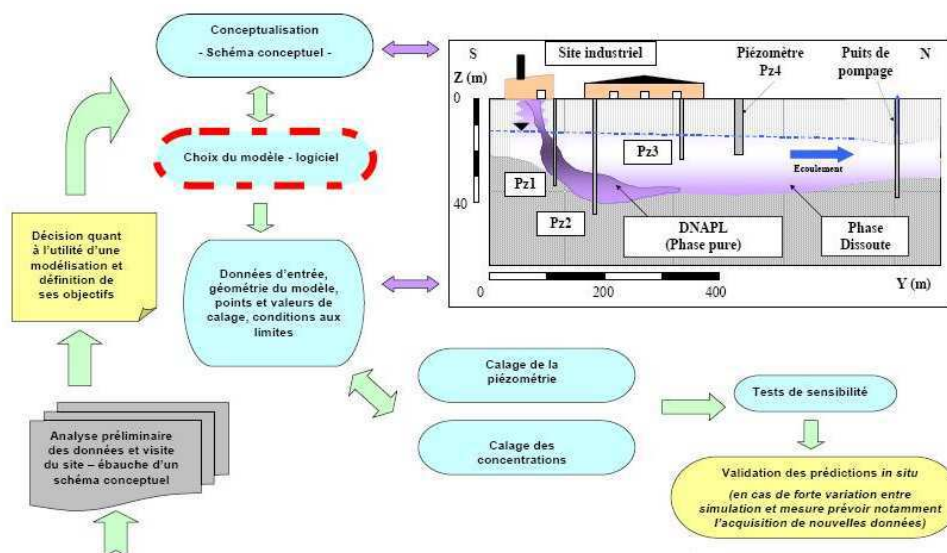 Conceptualisation
- Schéma conceptuel -
Choix du modèle - logiciel
Décision quant
à l'utilité d'une
modélisation et
définition de
ses objectifs
Données d'entrée,
géométrie du modèle,
points et valeurs de
calage, conditions aux
limites
Analyse préliminaire
des données et visite
du site – ébauche d'un
schéma conceptuel
S
Site industriel
Piézomètre
Pz4
Puits de
pompage
N
Z (m)
0
40
Pz1
Pz2
Pz3
Ecoulement
DNAPL
(Phase pure)
Phase
Dissoute
0
200
400
Y (m)
Calage de la
piézométrie
Calage des
concentrations
Tests de sensibilité
Validation des prédictions in situ
(en cas de forte variation entre
simulation et mesure prévoir notamment
l'acquisition de nouvelles données)